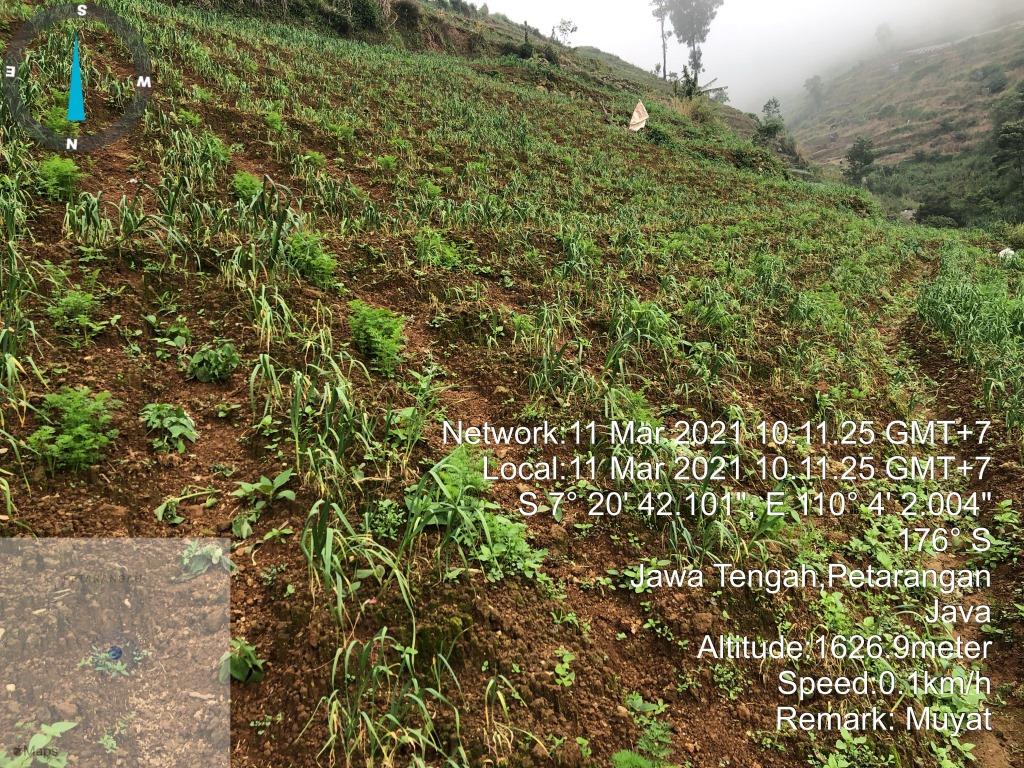 S
E
W
N
Network:11 Mar 2021 10.11.25 GMT+7
Local:11 Mar 2021 10.11.25 GMT+7
S 7° 20' 42.101", E 110° 4' 2.004"
176° S
Jawa Tengah,Petarangan
Java
Altitude:1626.9meter
Speed:0.1km/h
Remark: Muyat
Maps